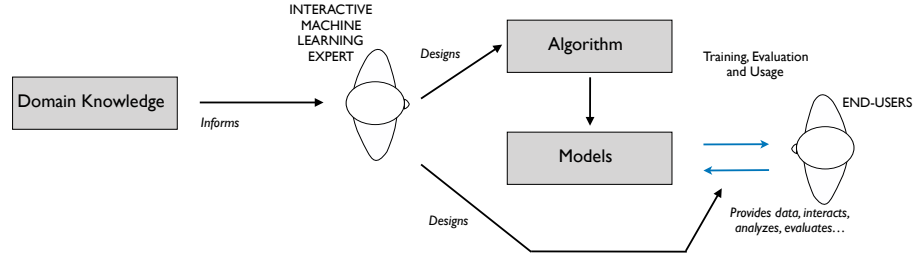 INTERACTIVE
MACHINE
LEARNING
EXPERT
Domain Knowledge
Informs
Designs
Algorithm
Models
Designs
Training, Evaluation
and Usage
END-USERS
Provides data, interacts,
analyzes, evaluates…